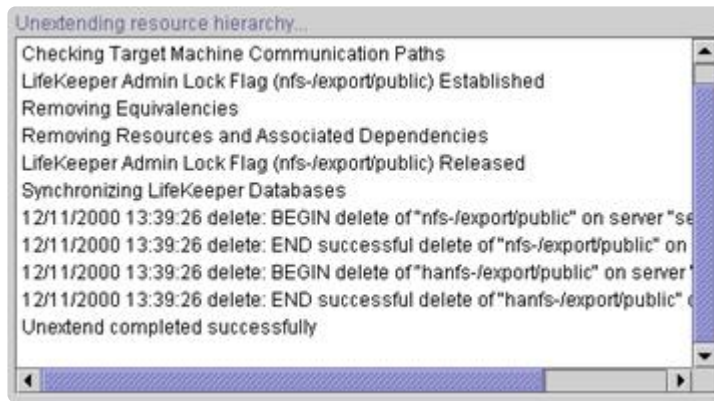 Unextending resource hierarchy...
Checking Target Machine Communication Paths
LifeKeeper Admin Lock Flag (nfs-/export/public) Established
Removing Equivalencies
Removing Resources and Associated Dependencies
LifeKeeper Admin Lock Flag (nfs-/export/public) Released
Synchronizing LifeKeeper Databases
12/11/2000 13:39:26 delete: BEGIN delete of "nfs-/export/public" on server "se
12/11/2000 13:39:26 delete: END successful delete of "nfs-/export/public" on
12/11/2000 13:39:26 delete: BEGIN delete of "hanfs-/export/public" on server "
12/11/2000 13:39:26 delete: END successful delete of "hanfs-/export/public"
Unextend completed successfully